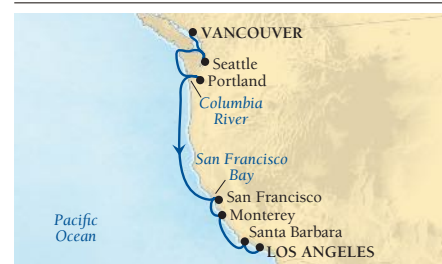 VANCOUVER
Seattle
Portland
Columbia
River
San Francisco
Bay
San Francisco
Monterey
Pacific
Ocean
Santa Barbara
LOS ANGELES